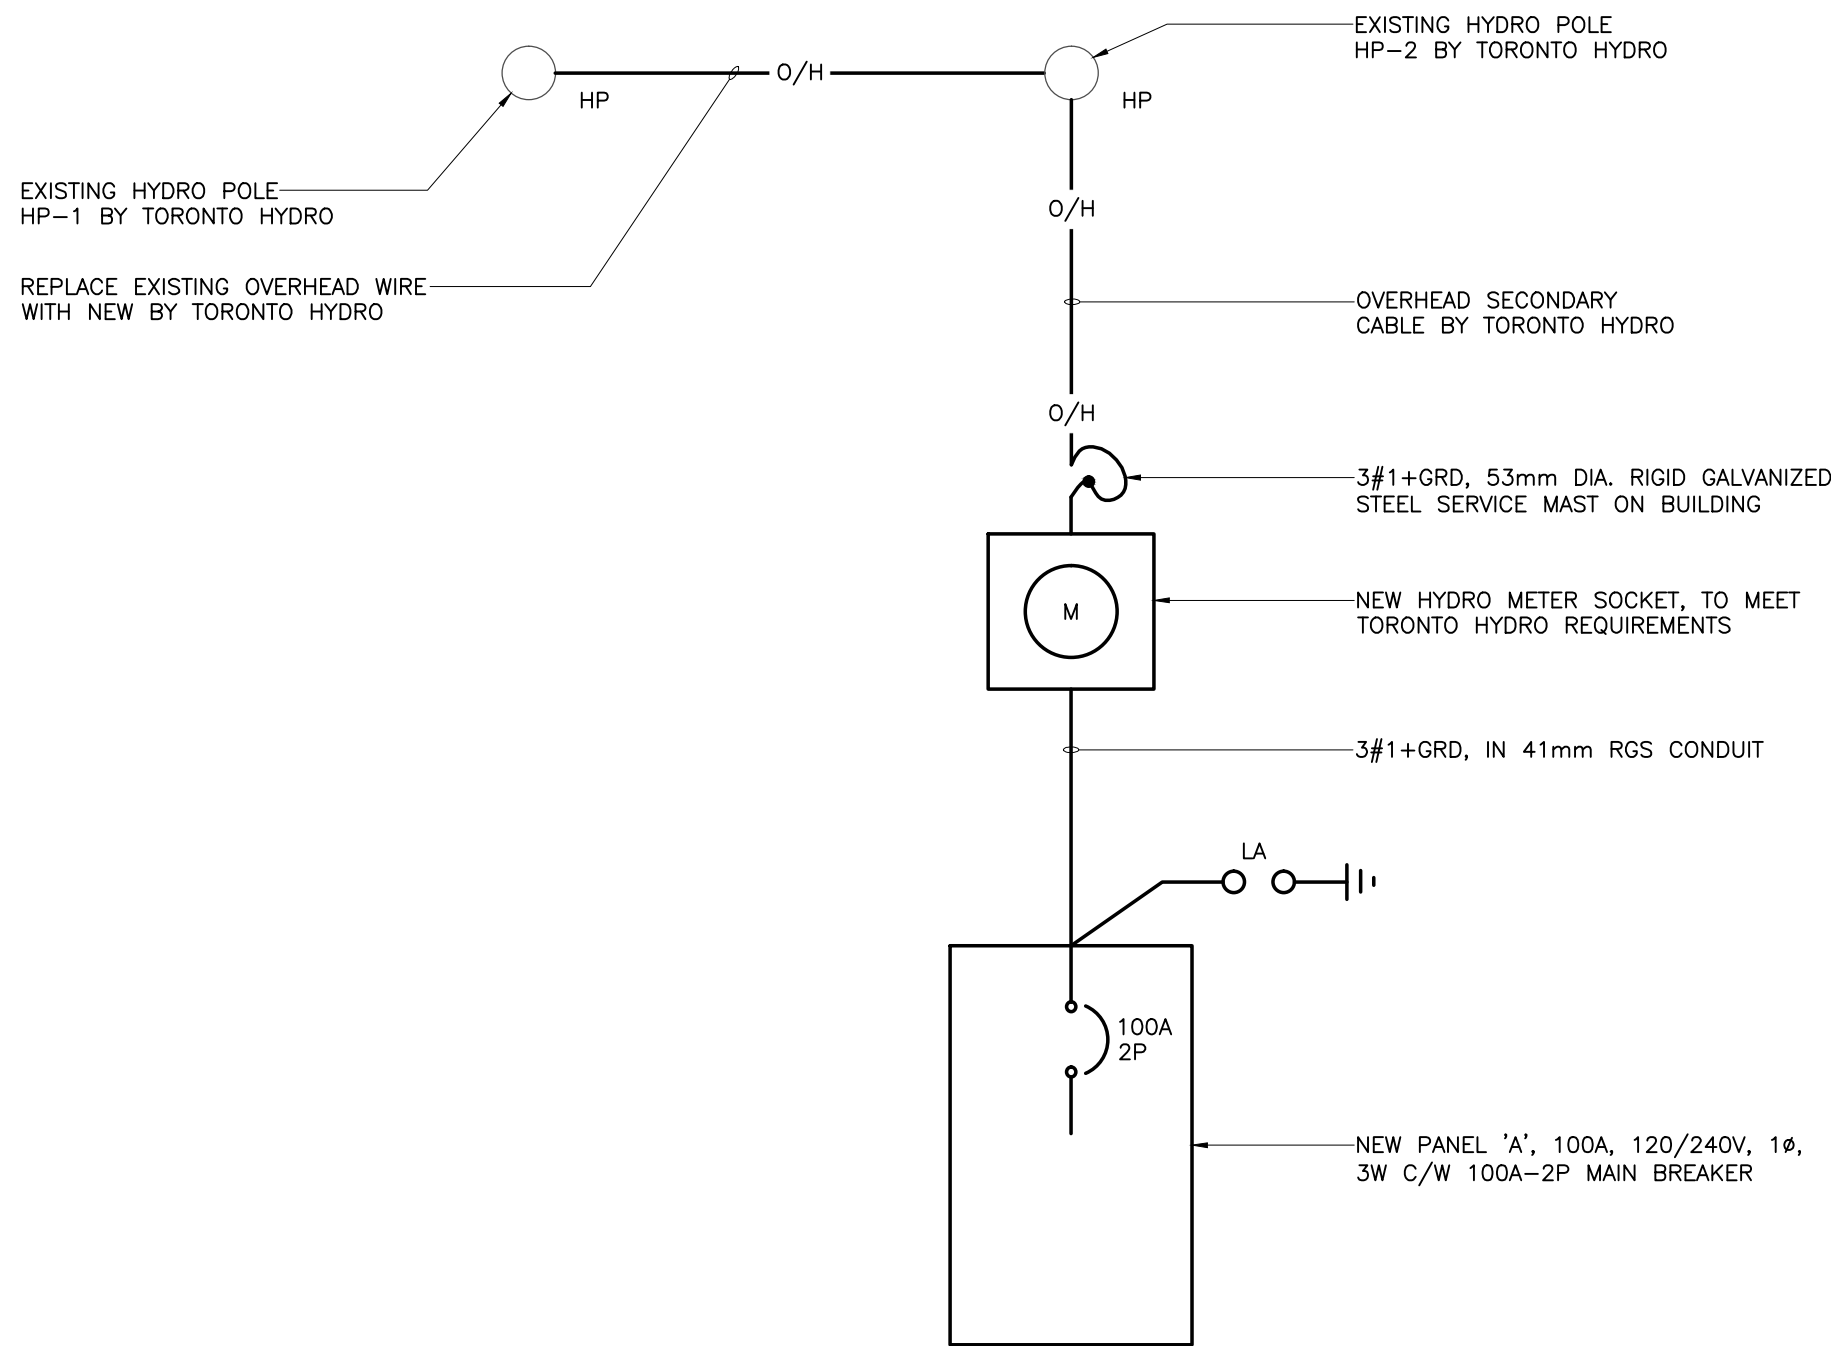 EXISTING HYDRO POLE
HP-2 BY TORONTO HYDRO
O/H
HP
HP
EXISTING HYDRO POLE
HP-1 BY TORONTO HYDRO
O/H
REPLACE EXISTING OVERHEAD WIRE
WITH NEW BY TORONTO HYDRO
OVERHEAD SECONDARY
CABLE BY TORONTO HYDRO
O/H
3#1+GRD, 53mm DIA. RIGID GALVANIZED
STEEL SERVICE MAST ON BUILDING
M
NEW HYDRO METER SOCKET, TO MEET
TORONTO HYDRO REQUIREMENTS
3#1+GRD, IN 41mm RGS CONDUIT
LA
100A
2P
NEW PANEL 'A', 100A, 120/240V, 1ø,
3W C/W 100A-2P MAIN BREAKER